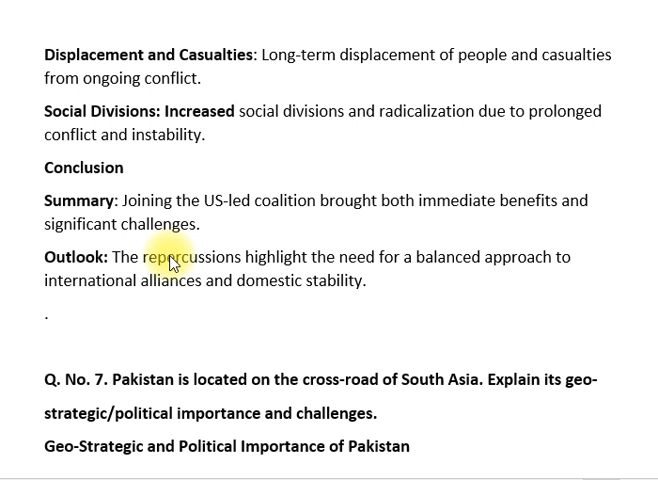 Displacement and Casualties: Long-term displacement of people and casualties
from ongoing conflict.
Social Divisions: Increased social divisions and radicalization due to prolonged
conflict and instability.
Conclusion
Summary: Joining the US-led coalition brought both immediate benefits and
significant challenges.
Outlook: The repercussions highlight the need for a balanced approach to
international alliances and domestic stability.
.
Q. No. 7. Pakistan is located on the cross-road of South Asia. Explain its geo-
strategic/political importance and challenges.
Geo-Strategic and Political Importance of Pakistan